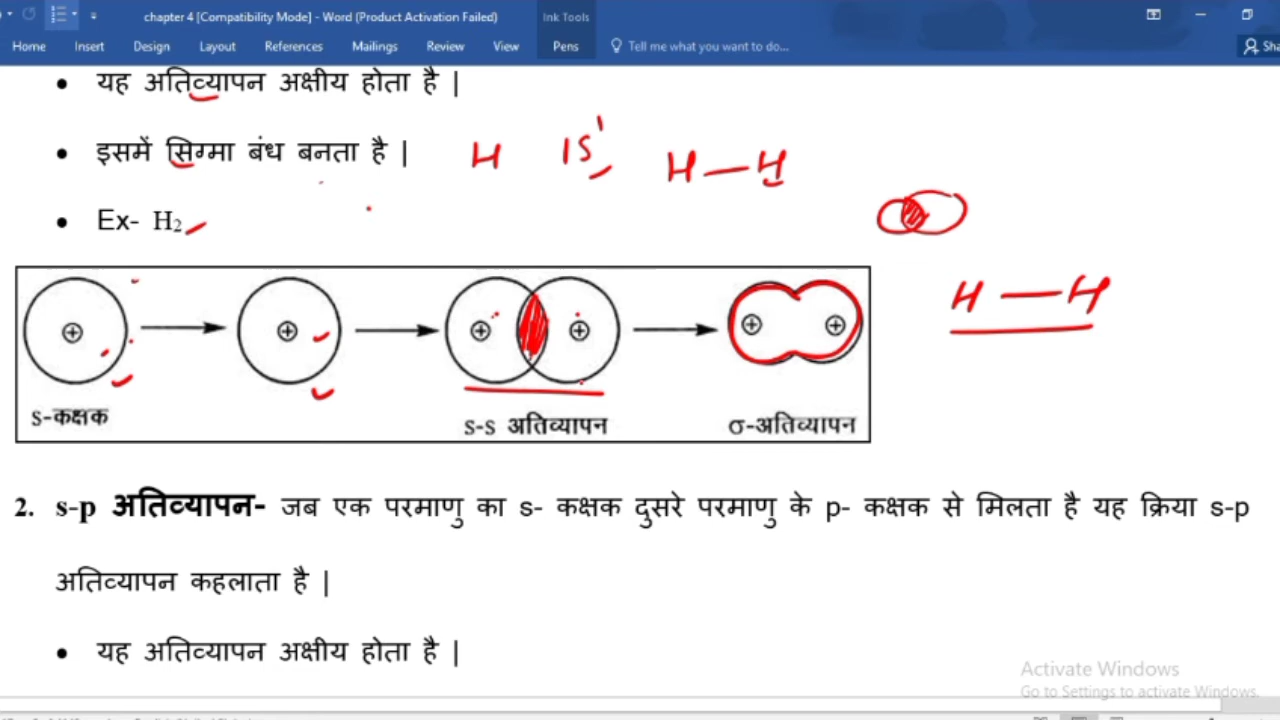 chapter 4 [Compatibility Mode] - Word (Product Activation Failed) Ink Tools
Home Insert Design Layout References Mailings Review View Pens Tell me what you want to do... Sha
• यह अतिव्यापन अक्षीय होता है |
• इसमें सिग्मा बंध बनता है | H 1S¹ H—H
• Ex- H₂
H—H
s-कक्षक s-s अतिव्यापन σ-अतिव्यापन
2. s-p अतिव्यापन- जब एक परमाणु का s- कक्षक दुसरे परमाणु के p- कक्षक से मिलता है यह क्रिया s-p
अतिव्यापन कहलाता है |
• यह अतिव्यापन अक्षीय होता है |
Activate Windows
Go to Settings to activate Windows.